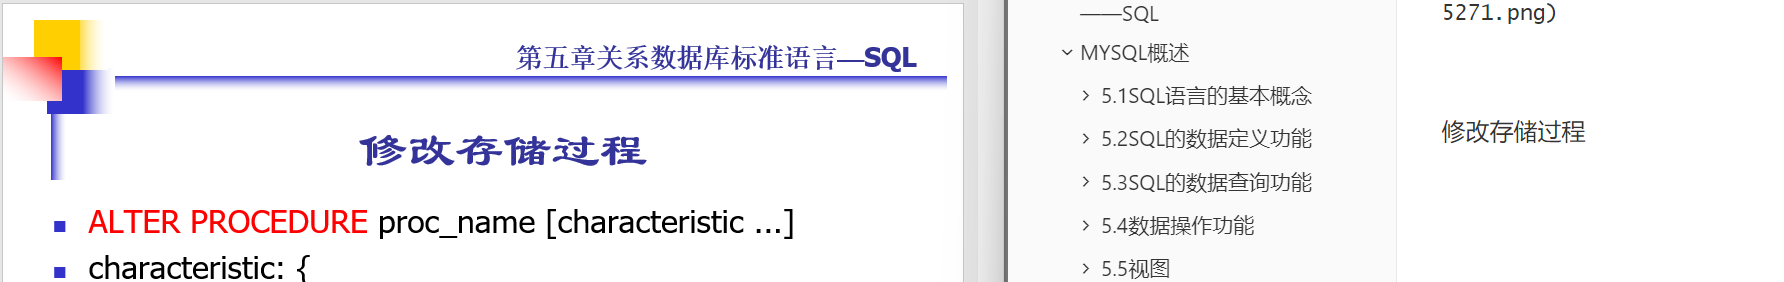 第五章关系数据库标准语言—SQL
修改存储过程
ALTER PROCEDURE proc_name [characteristic ...]
characteristic: {
——SQL
MYSQL概述
5.1SQL语言的基本概念
5.2SQL的数据定义功能
5.3SQL的数据查询功能
5.4数据操作功能
5.5视图
5271.png)
修改存储过程